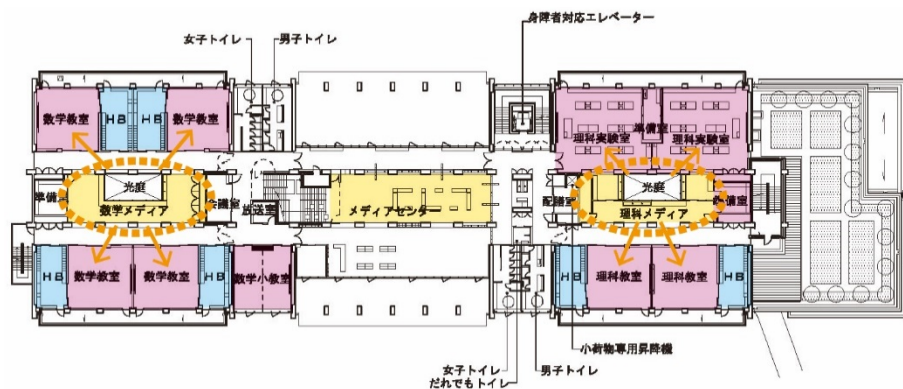 身障者対応エレベーター
女子トイレ
男子トイレ
数学教室
HB
HB
数学教室
理科実験室
準備室
理科実験室
準備
光庭
数学メディア
放送室
メディアセンター
配膳室
光庭
理科メディア
準備室
HB
数学教室
数学教室
HB
数学小教室
HB
理科教室
理科教室
HB
小荷物専用昇降機
女子トイレ
だれでもトイレ
男子トイレ